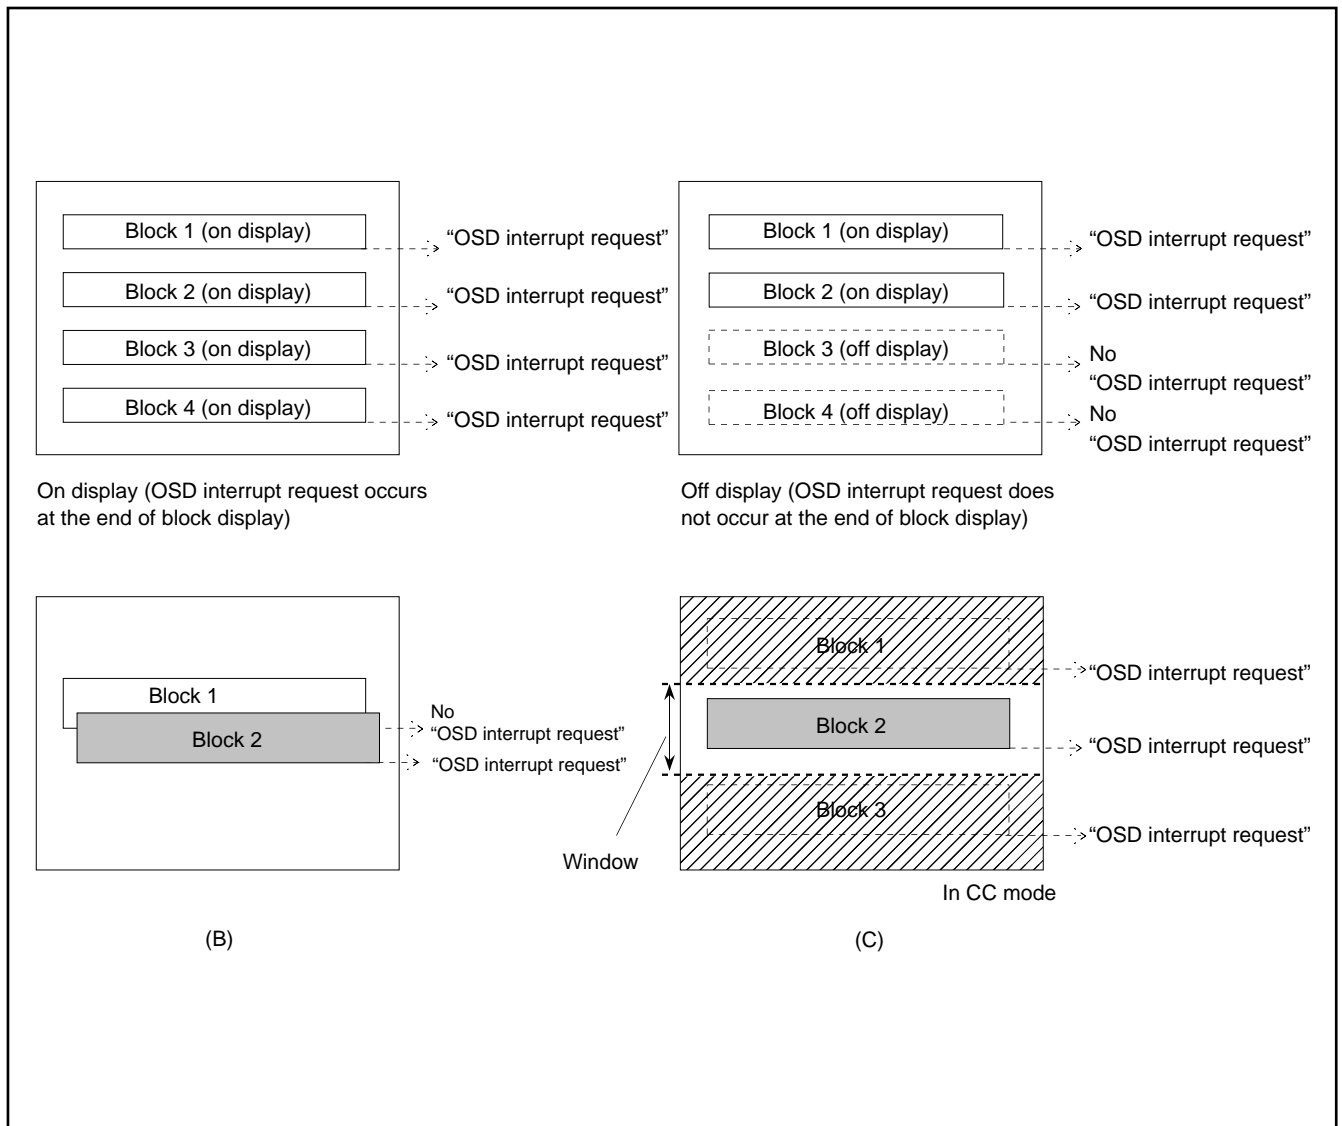 Block 1 (on display)
“OSD interrupt request”
Block 2 (on display)
“OSD interrupt request”
Block 3 (on display)
“OSD interrupt request”
Block 4 (on display)
“OSD interrupt request”
On display (OSD interrupt request occurs
at the end of block display)
Block 1 (on display)
“OSD interrupt request”
Block 2 (on display)
“OSD interrupt request”
Block 3 (off display)
No
“OSD interrupt request”
Block 4 (off display)
No
“OSD interrupt request”
Off display (OSD interrupt request does
not occur at the end of block display)
Block 1
Block 2
No
“OSD interrupt request”
“OSD interrupt request”
(B)
Block 1
“OSD interrupt request”
Block 2
“OSD interrupt request”
Block 3
“OSD interrupt request”
Window
In CC mode
(C)